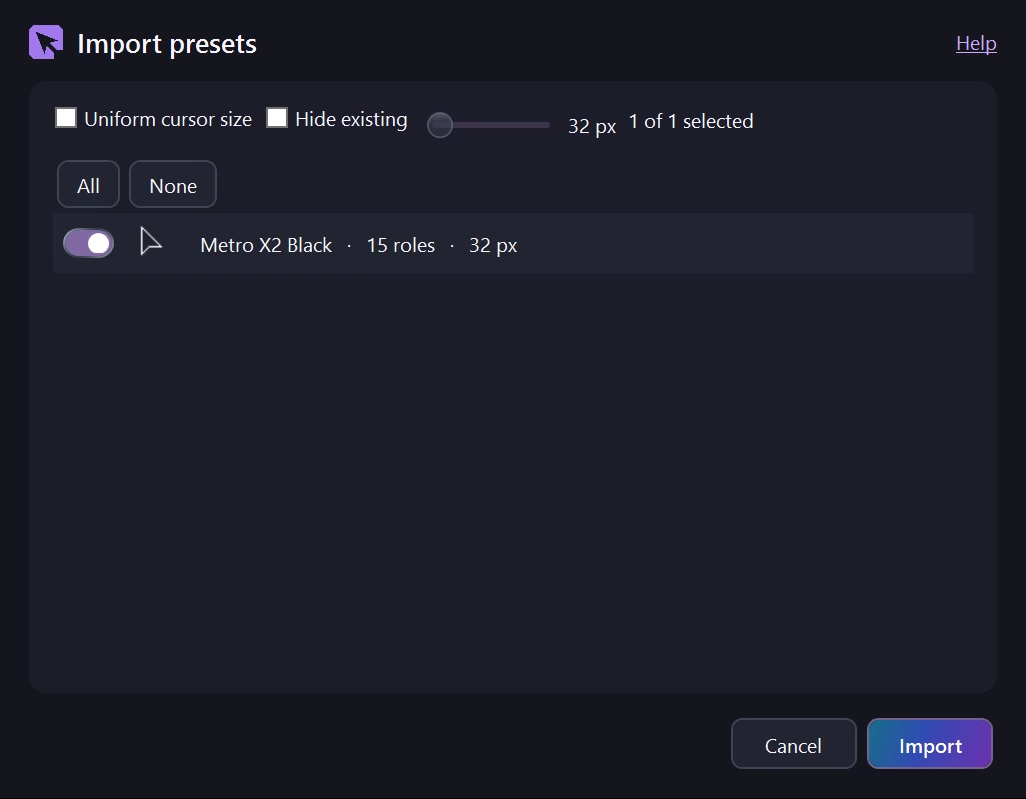 Import presets
Help
Uniform cursor size
Hide existing
32 px
1 of 1 selected
All
None
Metro X2 Black · 15 roles · 32 px
Cancel
Import